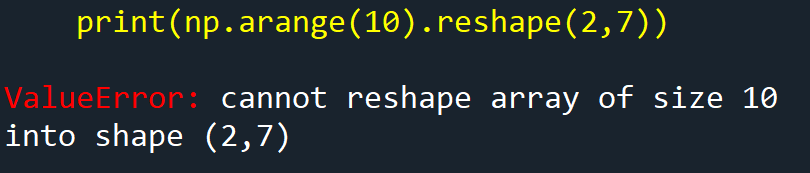 print(np.arange(10).reshape(2,7))
ValueError: cannot reshape array of size 10
into shape (2,7)